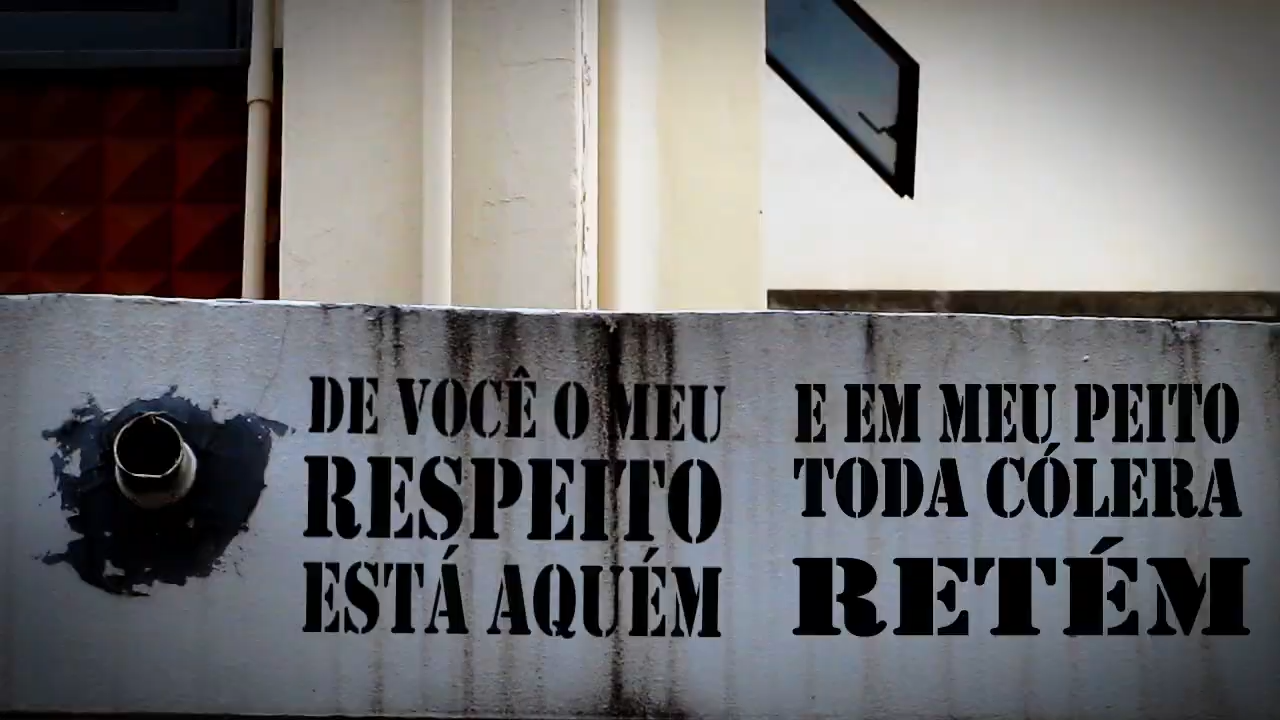 DE VOCÊ O MEU
RESPEITO
ESTÁ AQUÉM
E EM MEU PEITO
TODA CÓLERA
RETÉM